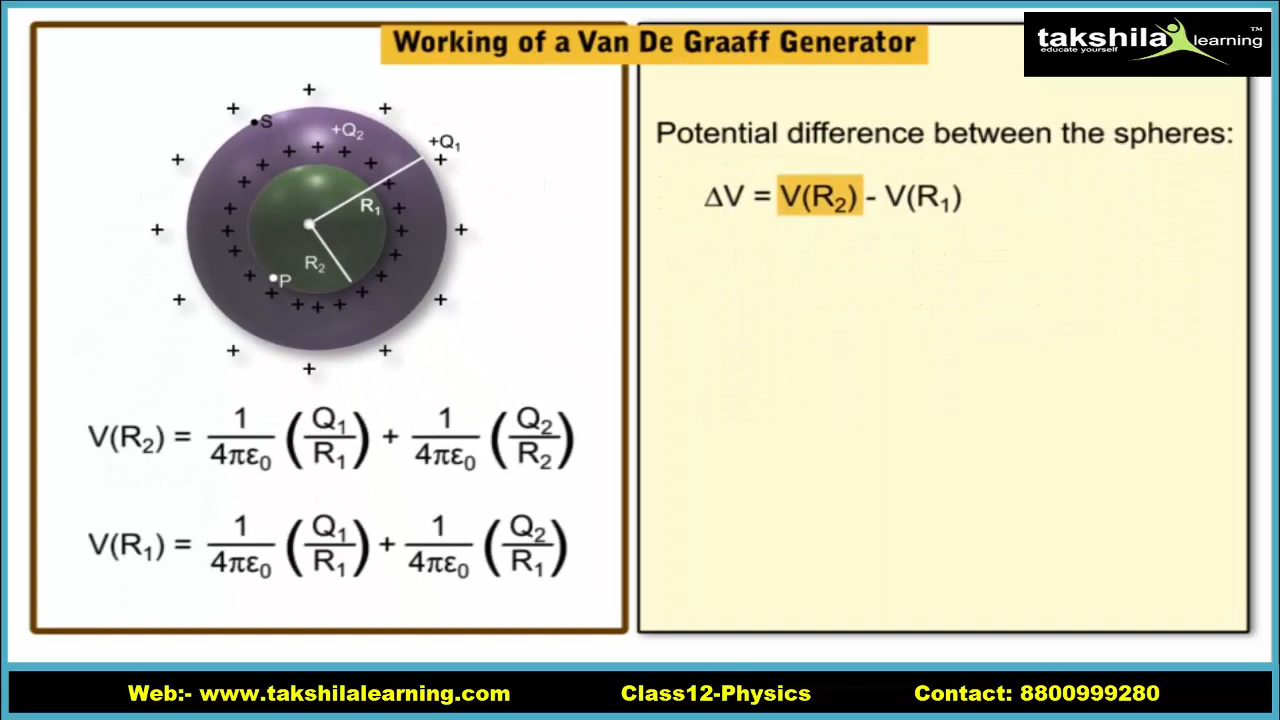 Working of a Van De Graaff Generator
takshila learning ™
educate yourself
S
+Q₂
+Q₁
R₁
R₂
P
V(R₂) = 1/4πε₀ (Q₁/R₁) + 1/4πε₀ (Q₂/R₂)
V(R₁) = 1/4πε₀ (Q₁/R₁) + 1/4πε₀ (Q₂/R₁)
Potential difference between the spheres:
ΔV = V(R₂) - V(R₁)
Web:- www.takshilalearning.com Class12-Physics Contact: 8800999280